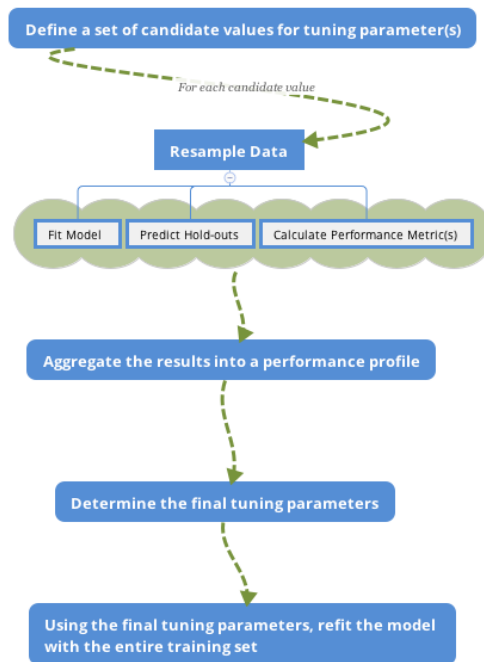 Define a set of candidate values for tuning parameter(s)
For each candidate value
Resample Data
Fit Model
Predict Hold-outs
Calculate Performance Metric(s)
Aggregate the results into a performance profile
Determine the final tuning parameters
Using the final tuning parameters, refit the model
with the entire training set